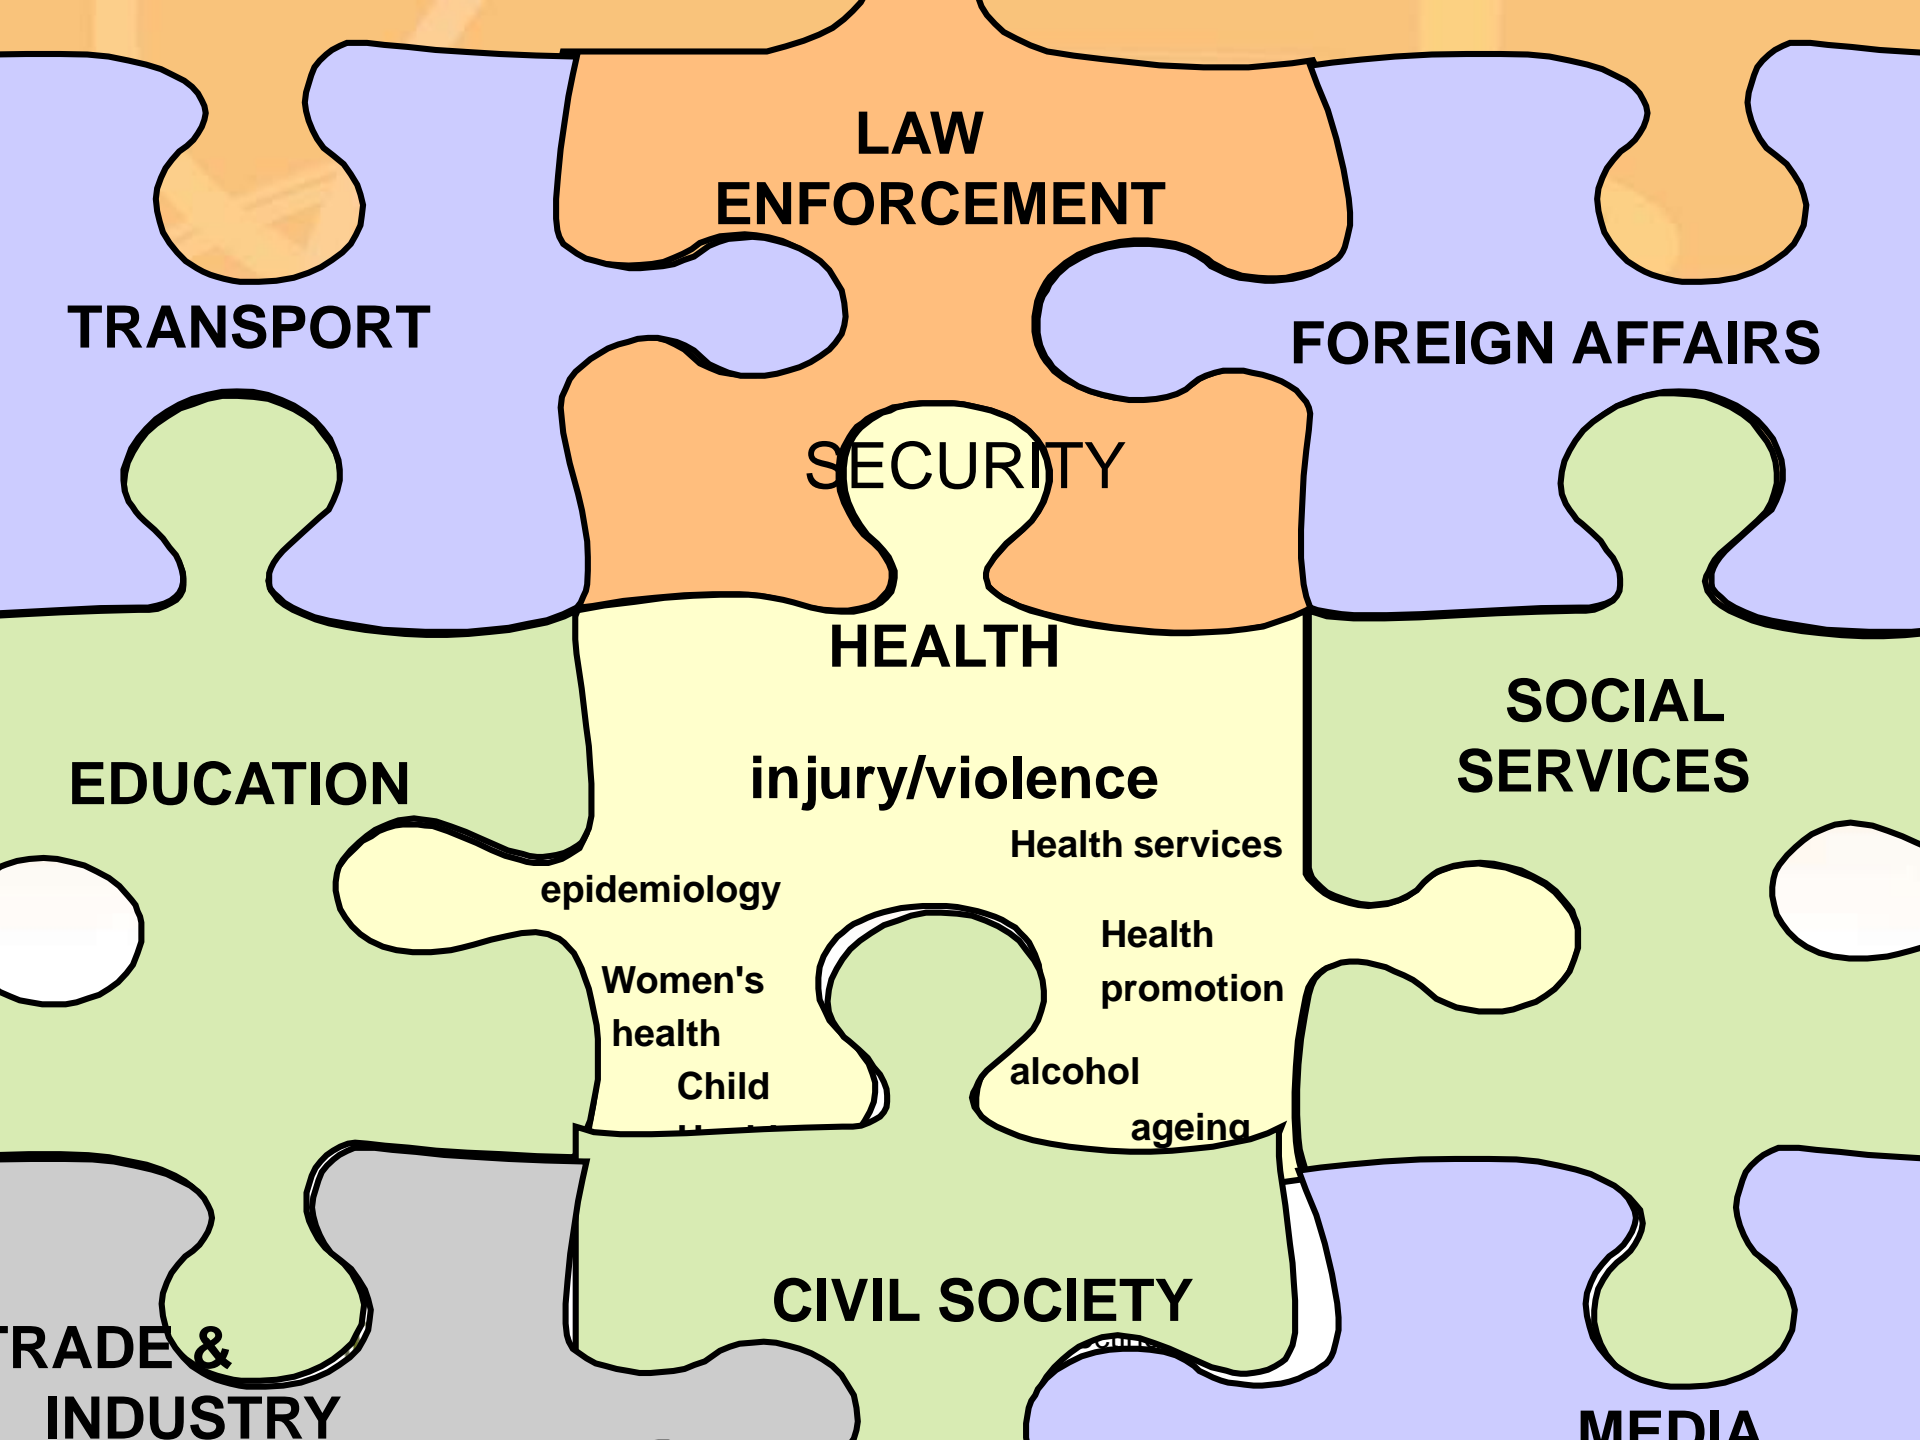 LAW
ENFORCEMENT
TRANSPORT
FOREIGN AFFAIRS
SECURITY
HEALTH
SOCIAL
SERVICES
EDUCATION
injury/violence
Health services
epidemiology
Health
promotion
Women's
health
Child
alcohol
ageing
CIVIL SOCIETY
TRADE &
INDUSTRY
MEDIA